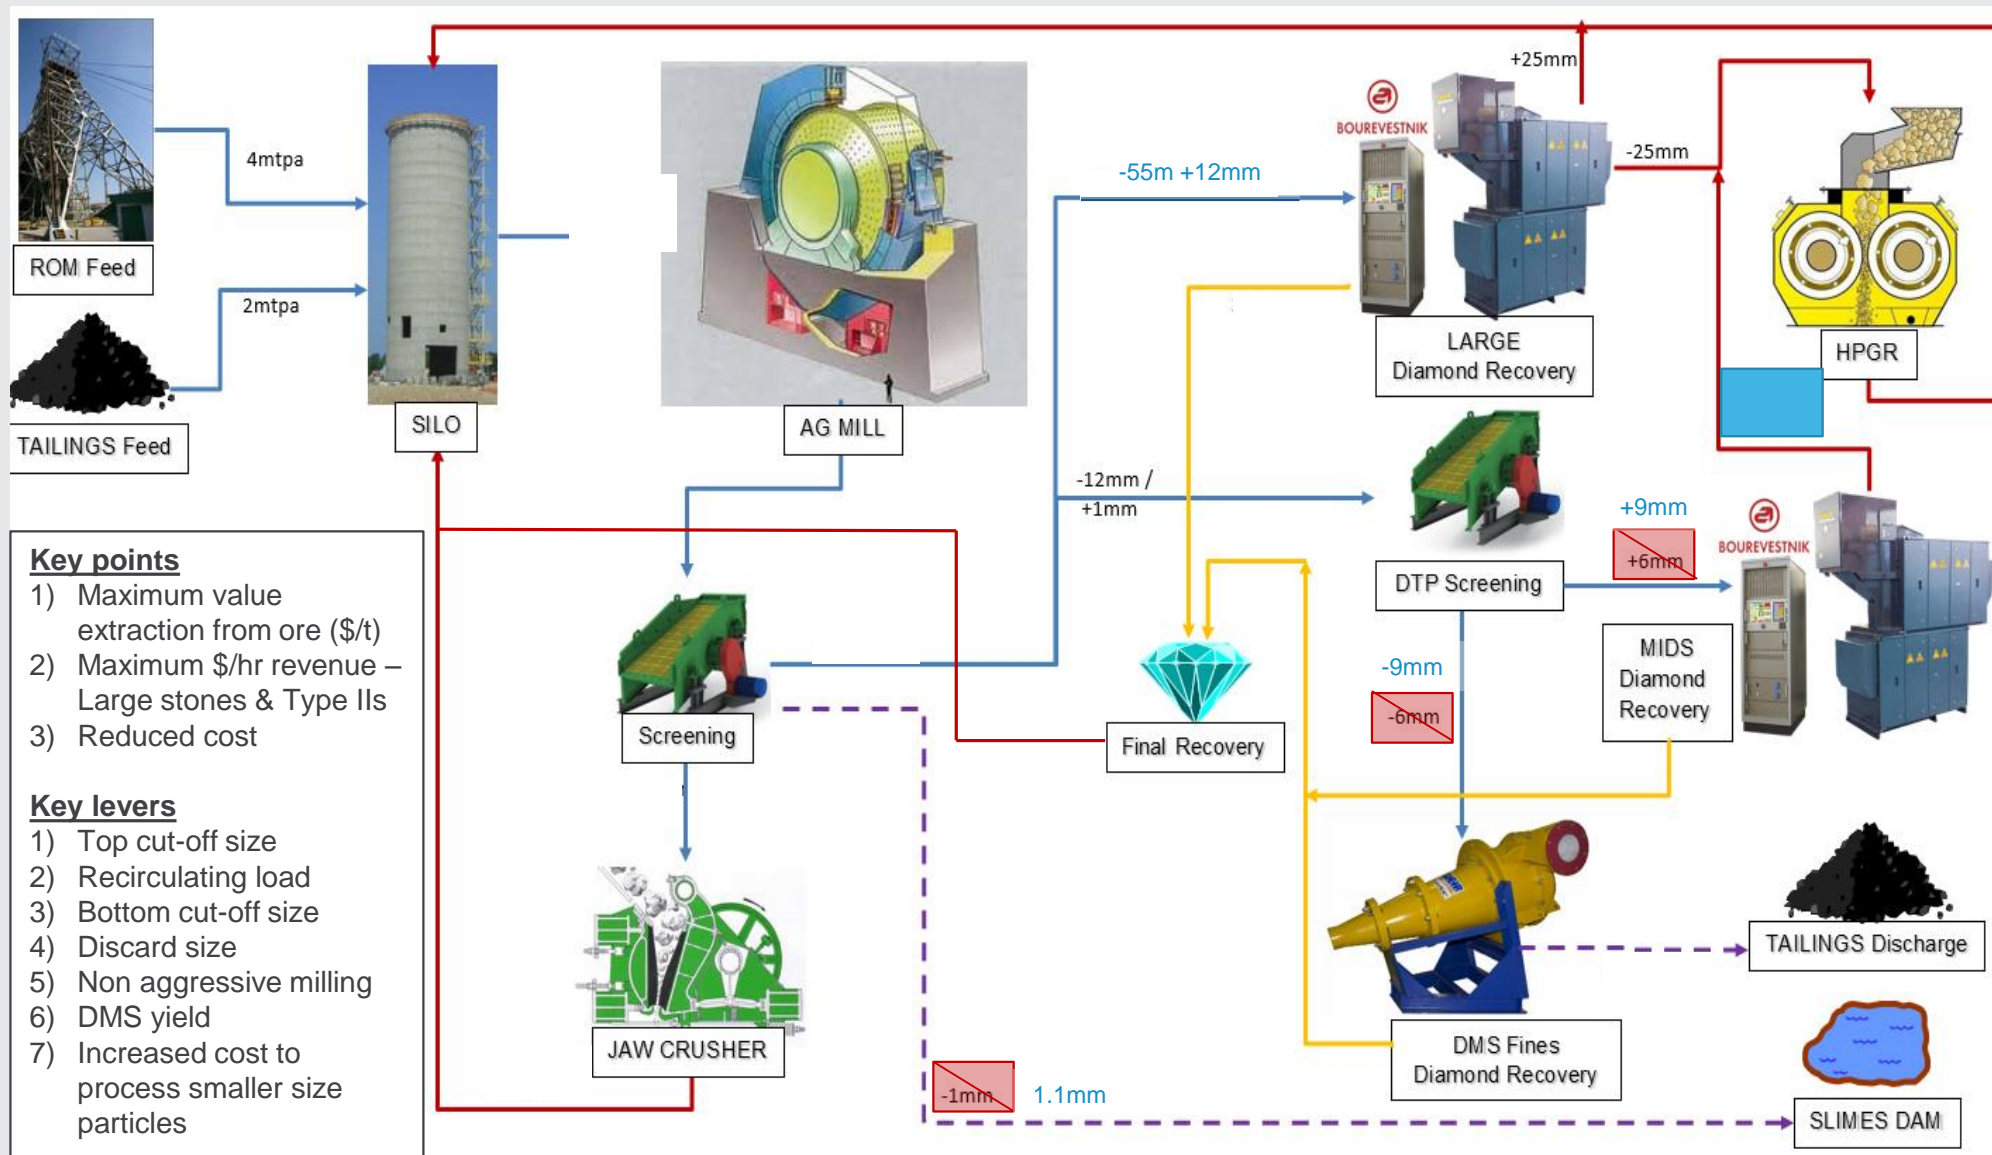 +25mm
4mtpa
BOUREVESTNIK
-25mm
-55m +12mm
ROM Feed
2mtpa
LARGE
Diamond Recovery
HPGR
SILO
AG MILL
TAILINGS Feed
-12mm /
+1mm
+9mm
+6mm
BOUREVESTNIK
DTP Screening
Key points
1) Maximum value
extraction from ore ($/t)
2) Maximum $/hr revenue –
Large stones & Type IIs
3) Reduced cost
Key levers
1) Top cut-off size
2) Recirculating load
3) Bottom cut-off size
4) Discard size
5) Non aggressive milling
6) DMS yield
7) Increased cost to
process smaller size
particles
MIDS
Diamond
Recovery
-9mm
-6mm
Screening
Final Recovery
TAILINGS Discharge
JAW CRUSHER
DMS Fines
Diamond Recovery
-1mm
1.1mm
SLIMES DAM